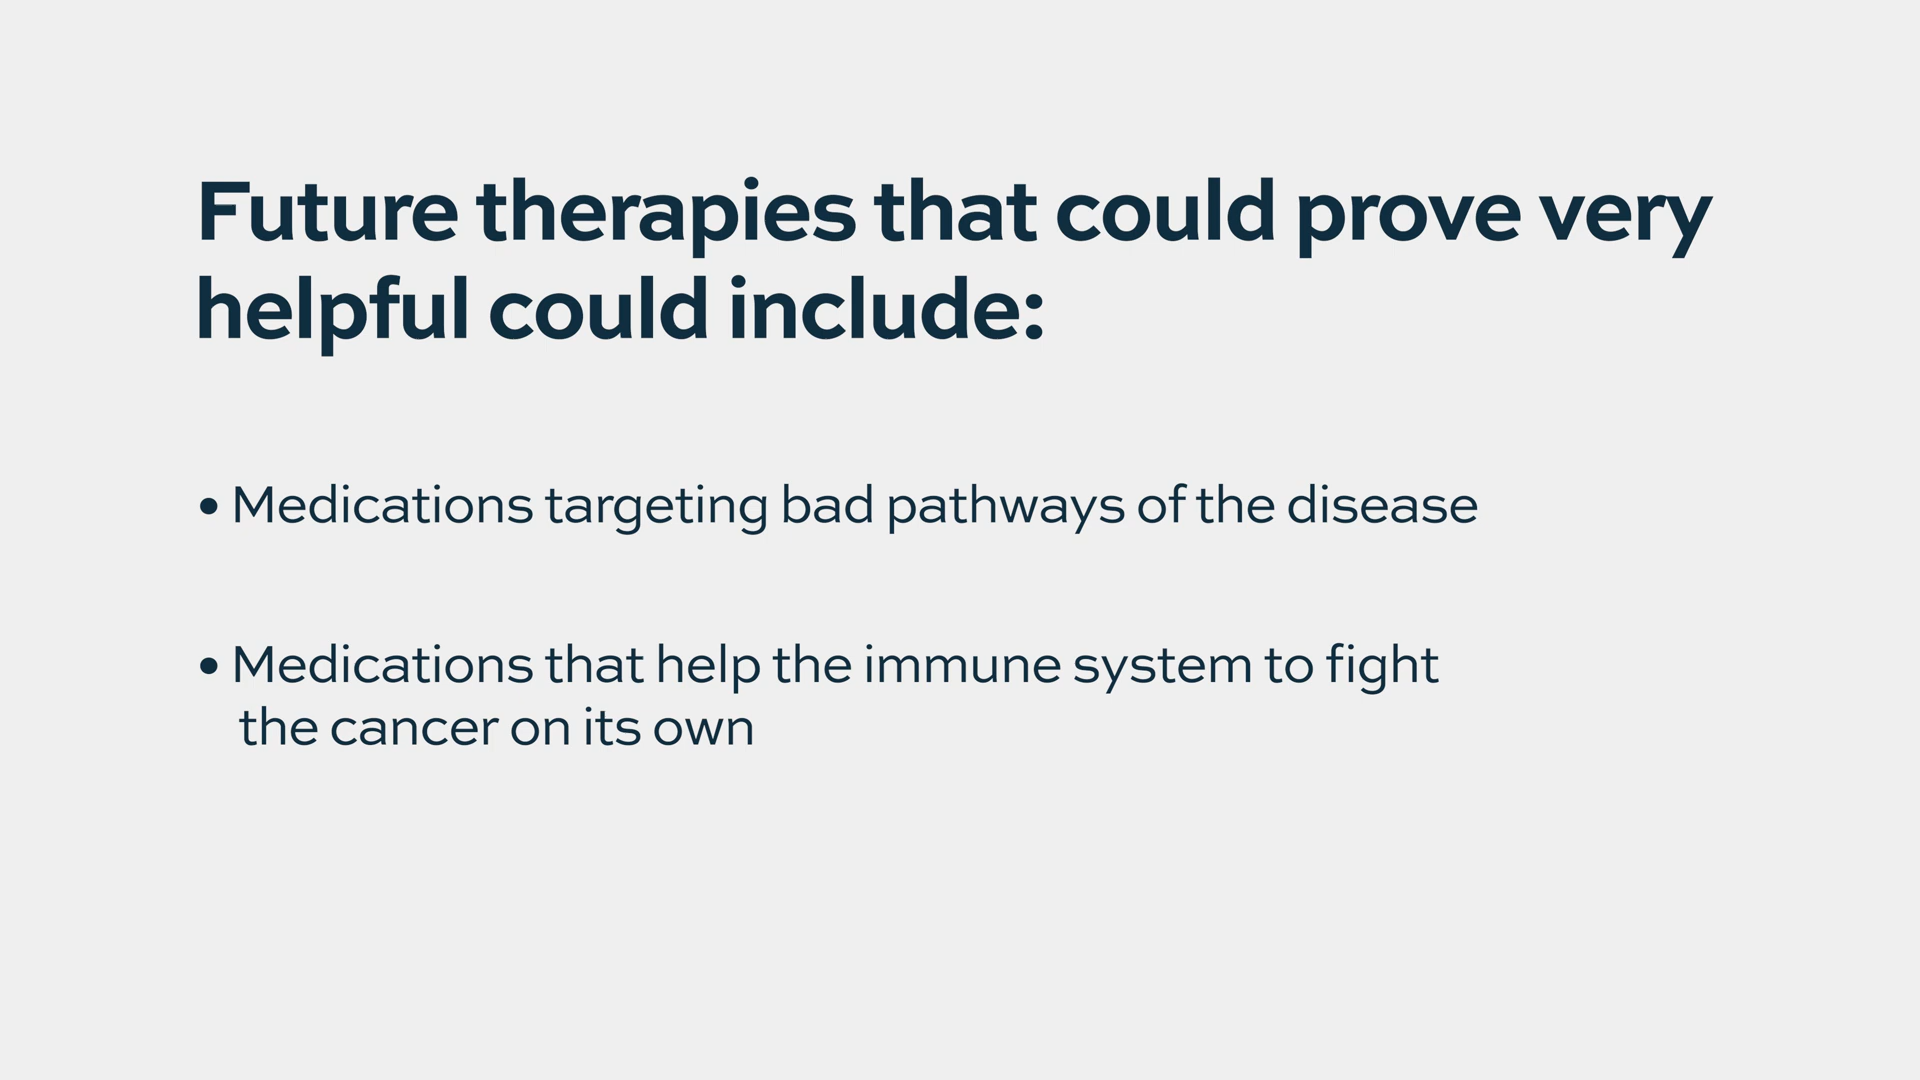 Future therapies that could prove very
helpful could include:
• Medications targeting bad pathways of the disease
• Medications that help the immune system to fight
the cancer on its own